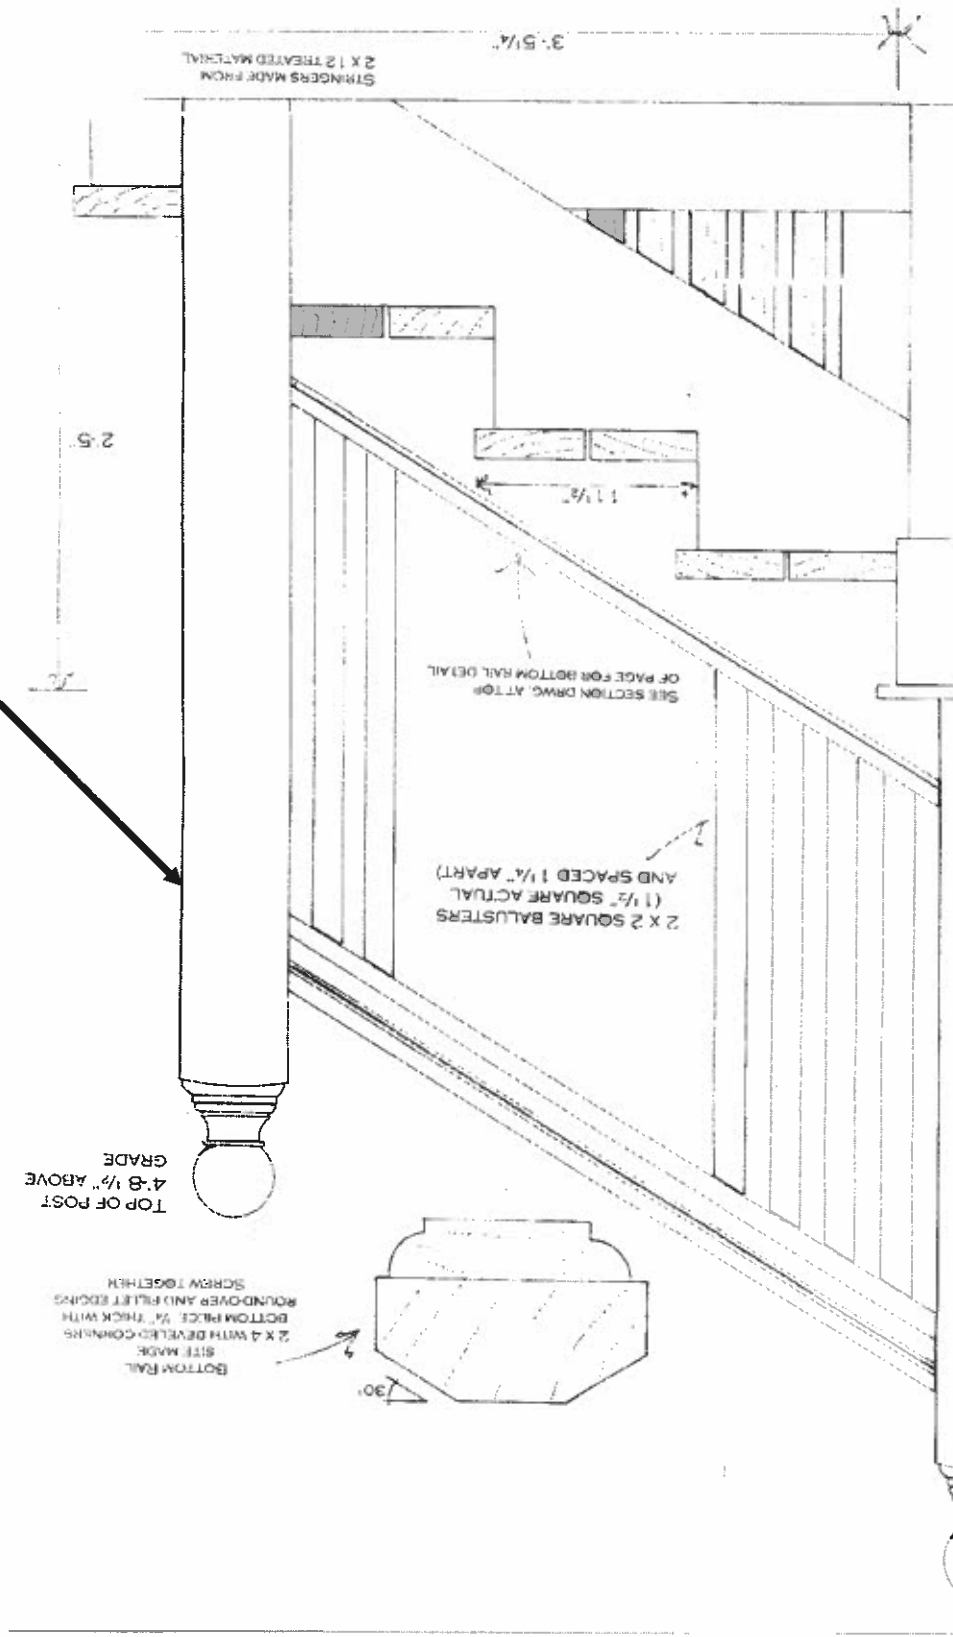 BOTTOM RAIL
SITE MADE
2 X 4 WITH BEVELED CORNERS
BOTTOM PIECE, ¾" THICK WITH
ROUND-OVER AND FILLET EDGING
SCREW TOGETHER
30°
TOP OF POST
4'-8 ½" ABOVE
GRADE
2 X 2 SQUARE BALUSTERS
(1 ½" SQUARE ACTUAL
AND SPACED 1 ¼" APART)
SEE SECTION DRWG. AT TOP
OF PAGE FOR BOTTOM RAIL DETAIL
1 1 ½"
2'-5"
STRINGERS MADE FROM
2 X 12 TREATED MATERIAL
3'-5 ¼"